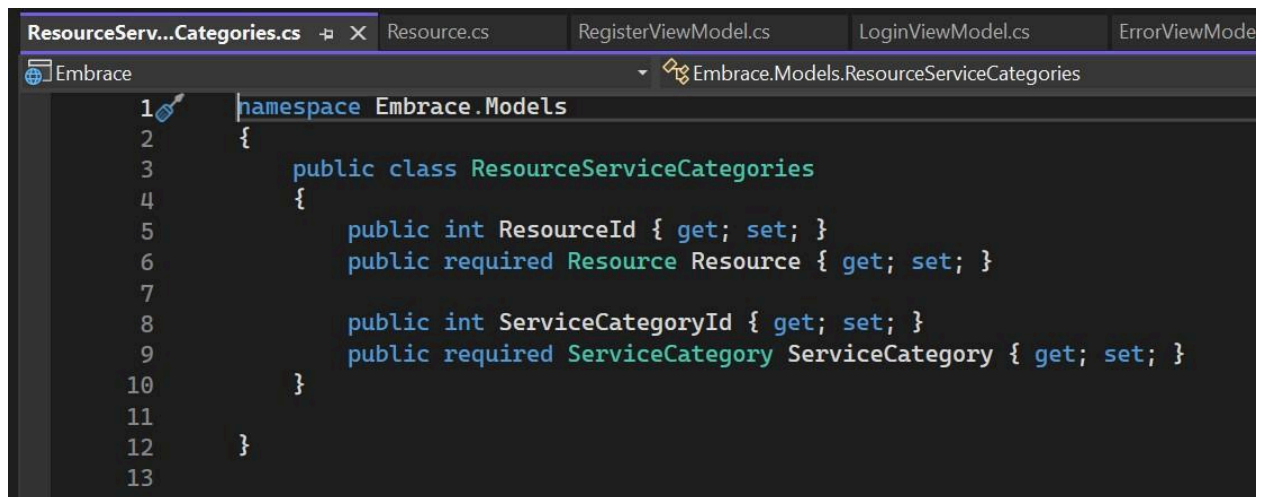 ResourceServ...Categories.cs Resource.cs RegisterViewModel.cs LoginViewModel.cs ErrorViewMode
Embrace Embrace.Models.ResourceServiceCategories
1 namespace Embrace.Models
2 {
3 public class ResourceServiceCategories
4 {
5 public int ResourceId { get; set; }
6 public required Resource Resource { get; set; }
7
8 public int ServiceCategoryId { get; set; }
9 public required ServiceCategory ServiceCategory { get; set; }
10 }
11
12 }
13